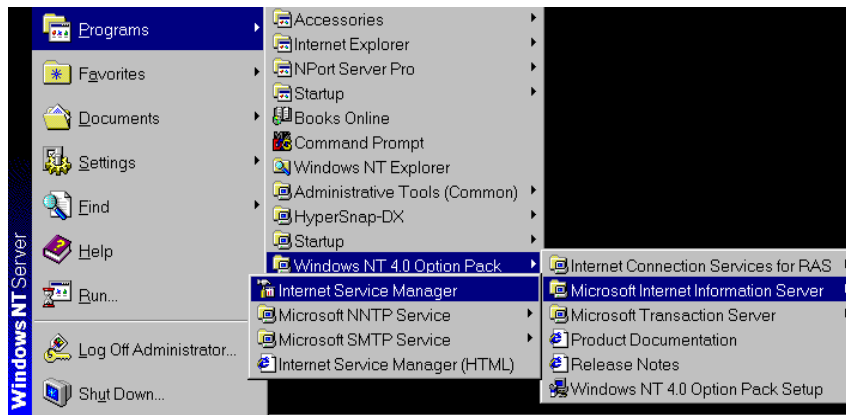 Programs
Favorites
Documents
Settings
Find
Help
Run...
Log Off Administrator...
Shut Down...
Windows NT Server
Accessories
Internet Explorer
NPort Server Pro
Startup
Books Online
Command Prompt
Windows NT Explorer
Administrative Tools (Common)
HyperSnap-DX
Startup
Windows NT 4.0 Option Pack
Internet Service Manager
Microsoft NNTP Service
Microsoft SMTP Service
Internet Service Manager (HTML)
Internet Connection Services for RAS
Microsoft Internet Information Server
Microsoft Transaction Server
Product Documentation
Release Notes
Windows NT 4.0 Option Pack Setup